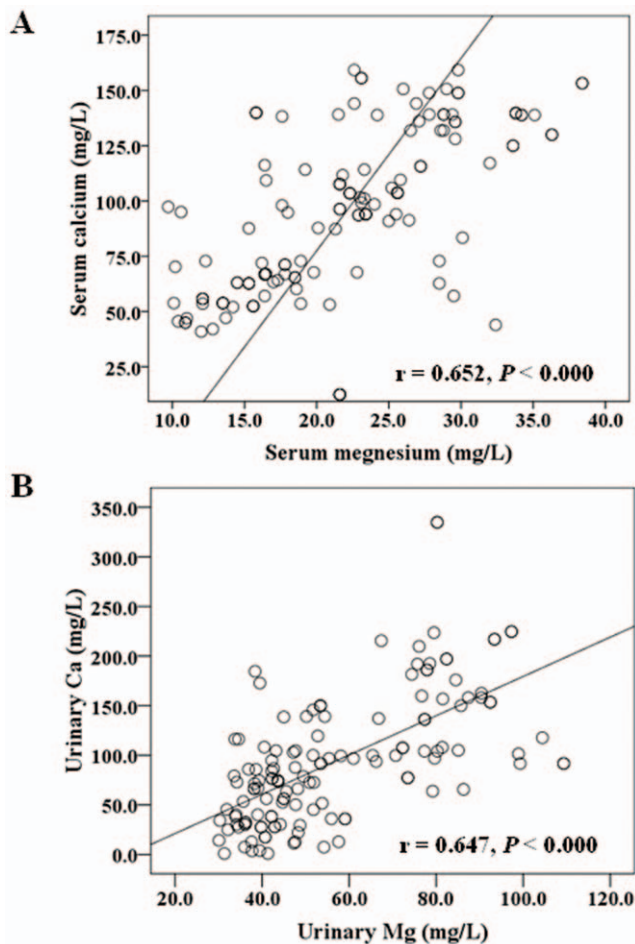 A
Serum calcium (mg/L)
175.0
150.0
125.0
100.0
75.0
50.0
25.0
r = 0.652, P < 0.000
10.0 15.0 20.0 25.0 30.0 35.0 40.0
Serum megnesium (mg/L)
B
Urinary Ca (mg/L)
350.0
300.0
250.0
200.0
150.0
100.0
50.0
0.0
r = 0.647, P < 0.000
20.0 40.0 60.0 80.0 100.0 120.0
Urinary Mg (mg/L)